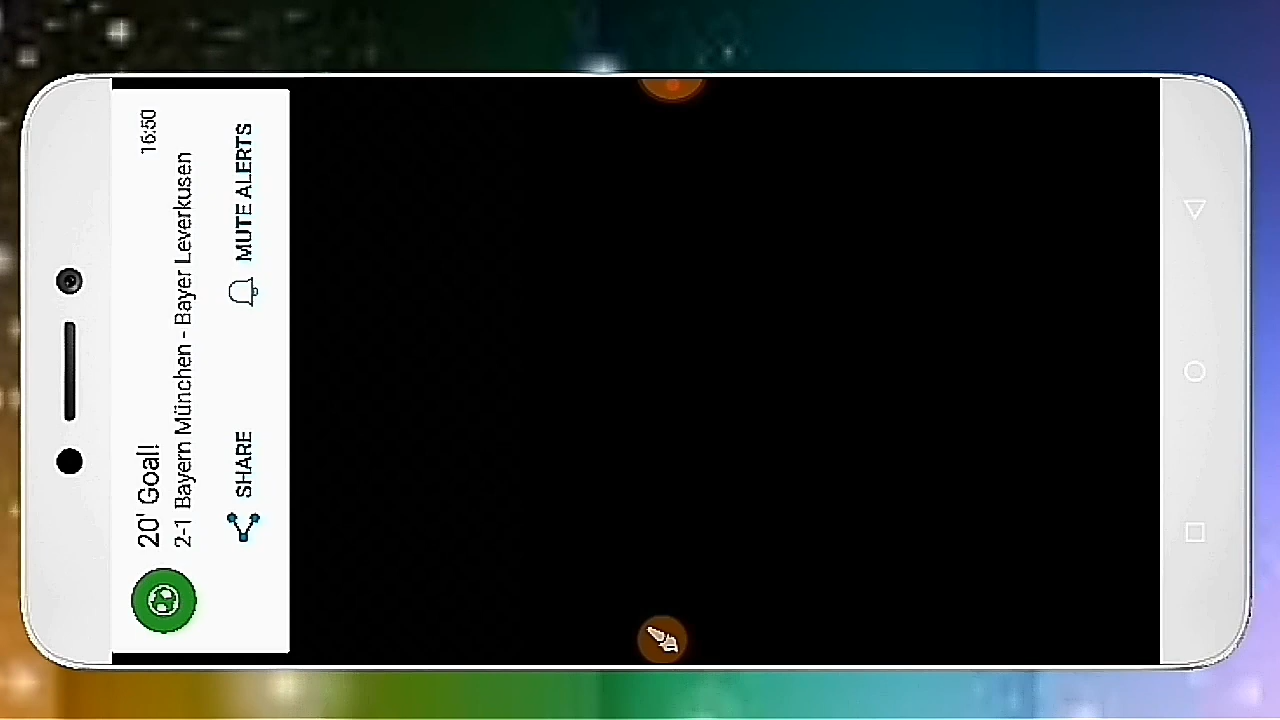 20' Goal!
16:50
2-1 Bayern München - Bayer Leverkusen
SHARE
MUTE ALERTS